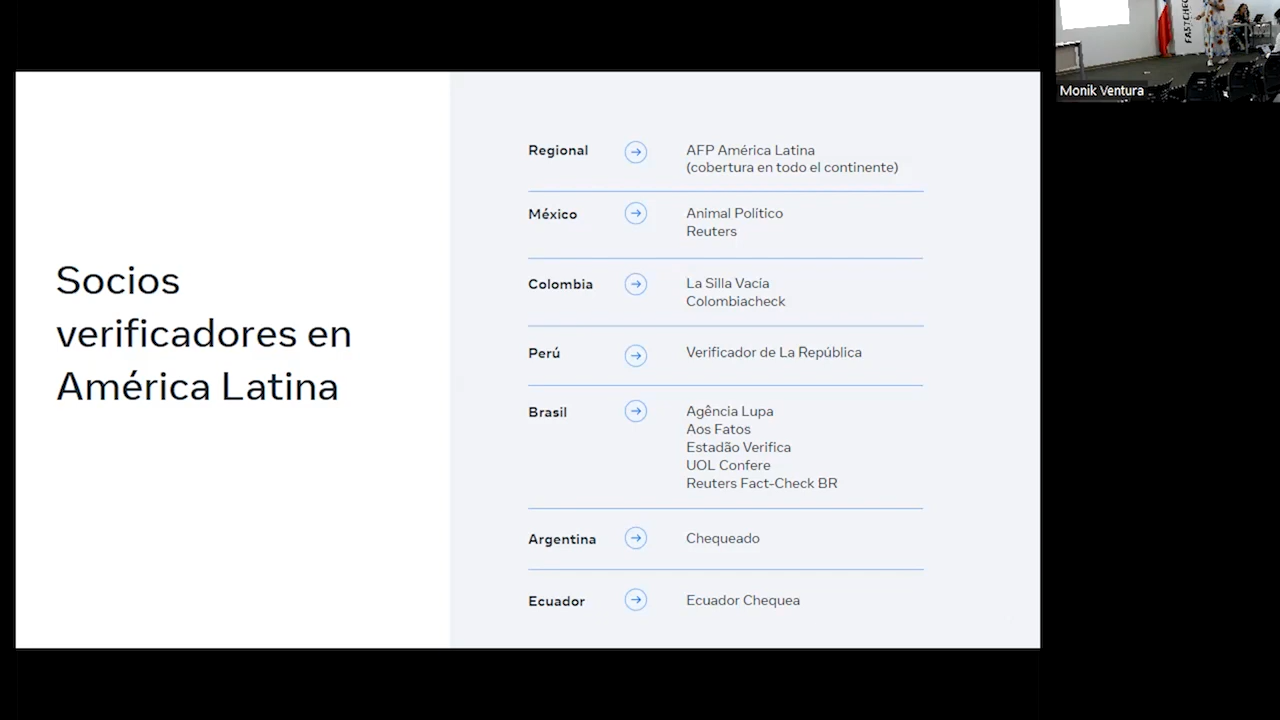 Socios
verificadores en
América Latina
Regional
AFP América Latina
(cobertura en todo el continente)
México
Animal Político
Reuters
Colombia
La Silla Vacía
Colombiacheck
Perú
Verificador de La República
Brasil
Agência Lupa
Aos Fatos
Estadão Verifica
UOL Confere
Reuters Fact-Check BR
Argentina
Chequeado
Ecuador
Ecuador Chequea
Monik Ventura